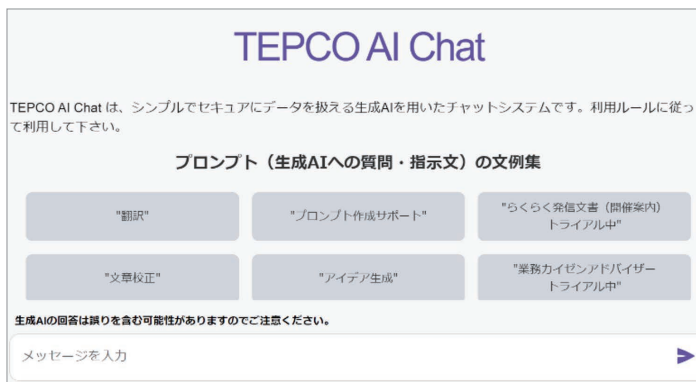 TEPCO AI Chat
TEPCO AI Chat は、シンプルでセキュアにデータを扱える生成AIを用いたチャットシステムです。利用ルールに従っ
て利用して下さい。
プロンプト（生成AIへの質問・指示文）の文例集
"翻訳"
"プロンプト作成サポート"
"らくらく発信文書（開催案内）
トライアル中"
"文章校正"
"アイデア生成"
"業務カイゼンアドバイザー
トライアル中"
生成AIの回答は誤りを含む可能性がありますのでご注意ください。
メッセージを入力